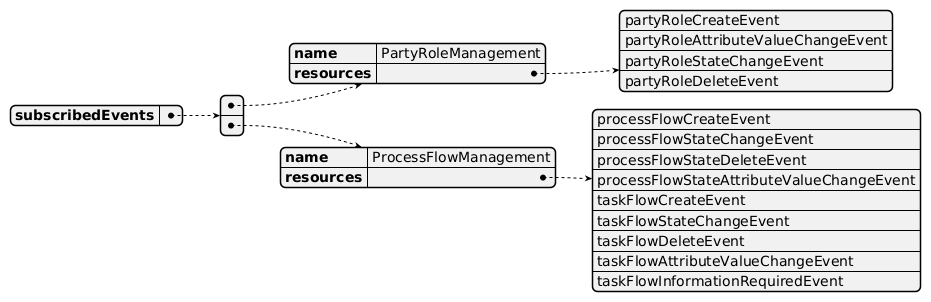 subscribedEvents
name PartyRoleManagement
resources
partyRoleCreateEvent
partyRoleAttributeValueChangeEvent
partyRoleStateChangeEvent
partyRoleDeleteEvent
name ProcessFlowManagement
resources
processFlowCreateEvent
processFlowStateChangeEvent
processFlowStateDeleteEvent
processFlowStateAttributeValueChangeEvent
taskFlowCreateEvent
taskFlowStateChangeEvent
taskFlowDeleteEvent
taskFlowAttributeValueChangeEvent
taskFlowInformationRequiredEvent